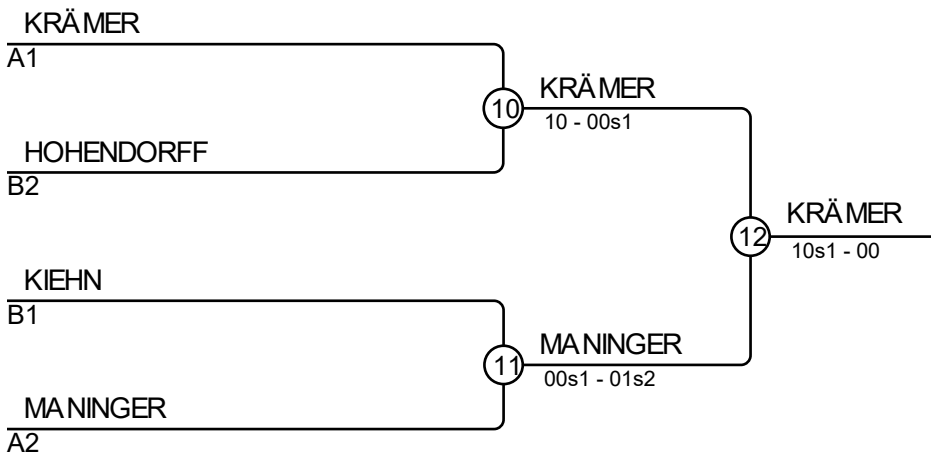 KRÄMER
A1
10
KRÄMER
10 - 00s1
HOHENDORFF
B2
12
KRÄMER
10s1 - 00
KIEHN
B1
11
MANINGER
00s1 - 01s2
MANINGER
A2